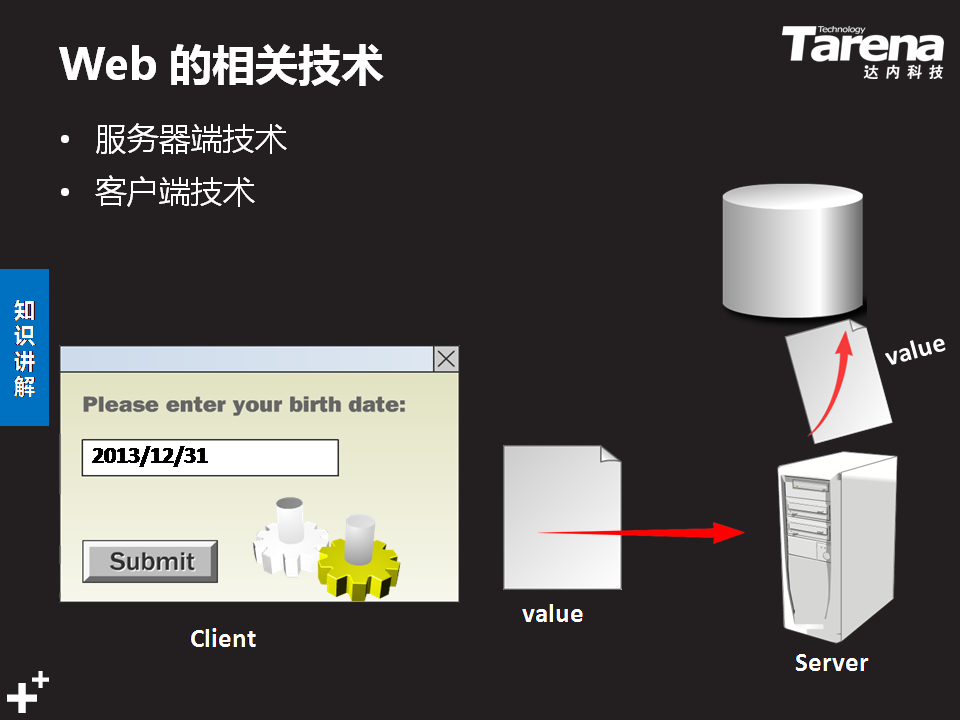 Web 的相关技术
Technology
Tarena
达内科技
• 服务器端技术
• 客户端技术
知识讲解
value
Please enter your birth date:
2013/12/31
Submit
value
Client
Server